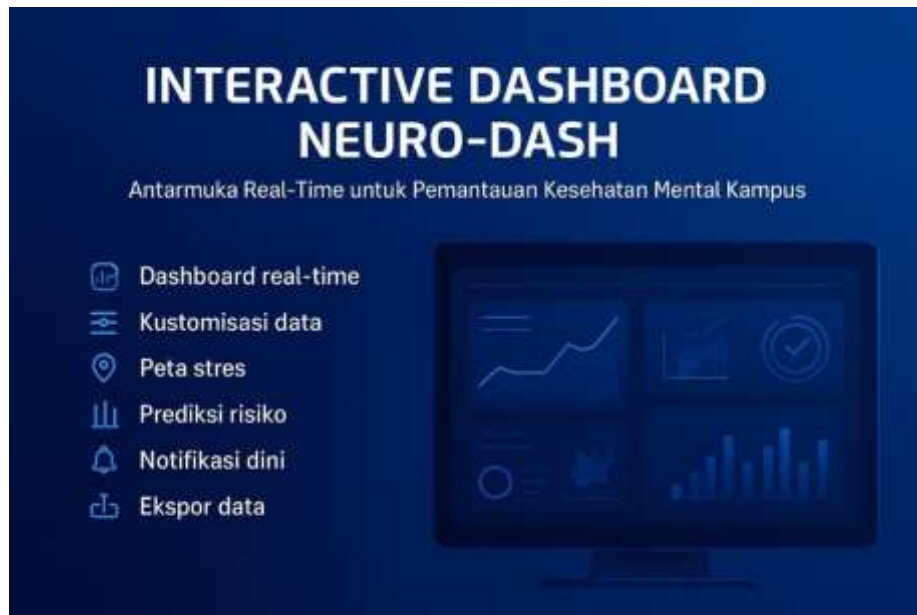 INTERACTIVE DASHBOARD
NEURO-DASH
Antarmuka Real-Time untuk Pemantauan Kesehatan Mental Kampus
Dashboard real-time
Kustomisasi data
Peta stres
Prediksi risiko
Notifikasi dini
Ekspor data